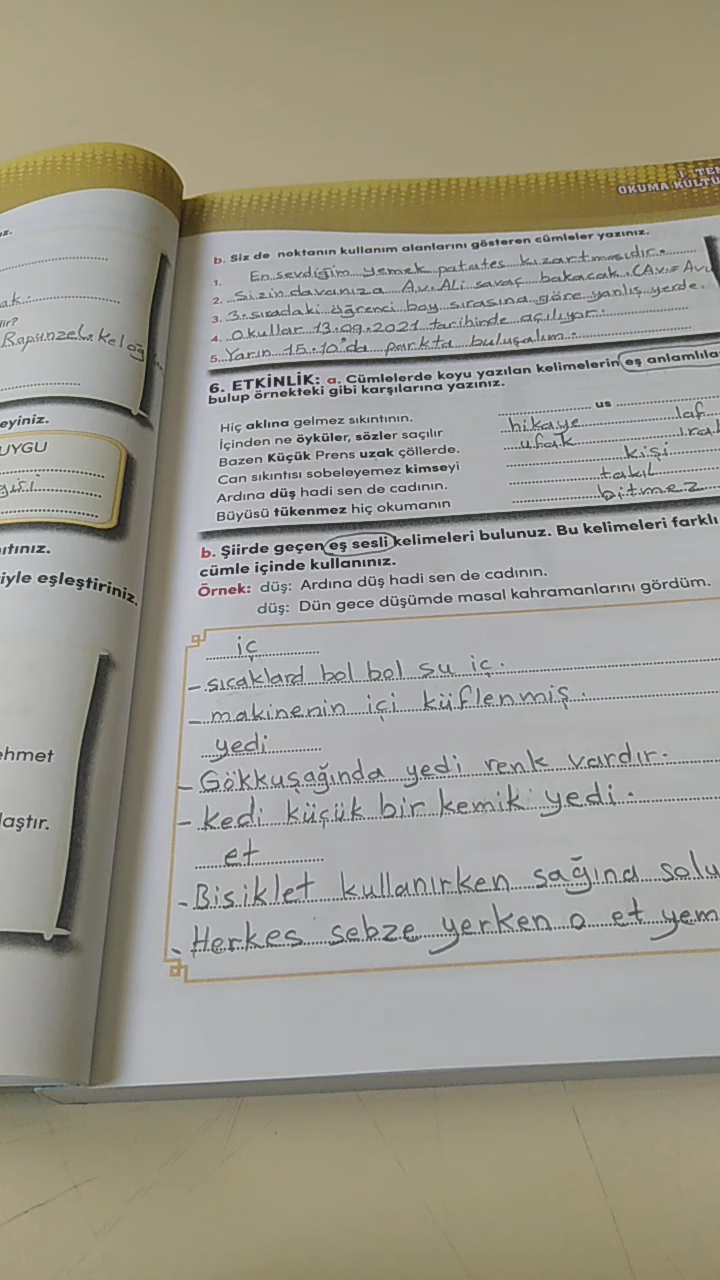 1. TE
OKUMA KÜLTÜ
b. Siz de noktanın kullanım alanlarını gösteren cümleler yazınız.
1. En sevdiğim yemek patates kızartmasıdır.
2. Sizin davanıza Av. Ali savaş bakacak. (Av. = Avu
3. 3. sıradaki öğrenci boy sırasına göre yanlış yerde.
4. Okullar 13.09.2021 tarihinde açılıyor.
5. Yarın 15.10'da parkta buluşalım.
6. ETKİNLİK: a. Cümlelerde koyu yazılan kelimelerin eş anlamlıla
bulup örnekteki gibi karşılarına yazınız.
Hiç aklına gelmez sıkıntının. us
İçinden ne öyküler, sözler saçılır hikaye laf
Bazen Küçük Prens uzak çöllerde. ufak ıra
Can sıkıntısı sobeleyemez kimseyi kişi
Ardına düş hadi sen de cadının. takıl
Büyüsü tükenmez hiç okumanın bitmez
b. Şiirde geçen eş sesli kelimeleri bulunuz. Bu kelimeleri farklı
cümle içinde kullanınız.
Örnek: düş: Ardına düş hadi sen de cadının.
düş: Dün gece düşümde masal kahramanlarını gördüm.
iç
- sıcaklard bol bol su iç.
- makinenin içi küflenmiş.
yedi
- Gökkuşağında yedi renk vardır.
- kedi küçük bir kemik yedi.
et
- Bisiklet kullanırken sağına solu
- Herkes sebze yerken o et yem
z.
ak.
ir?
Rapunzel
eyiniz.
UYGU
ıtınız.
iyle eşleştiriniz.
ehmet
laştır.